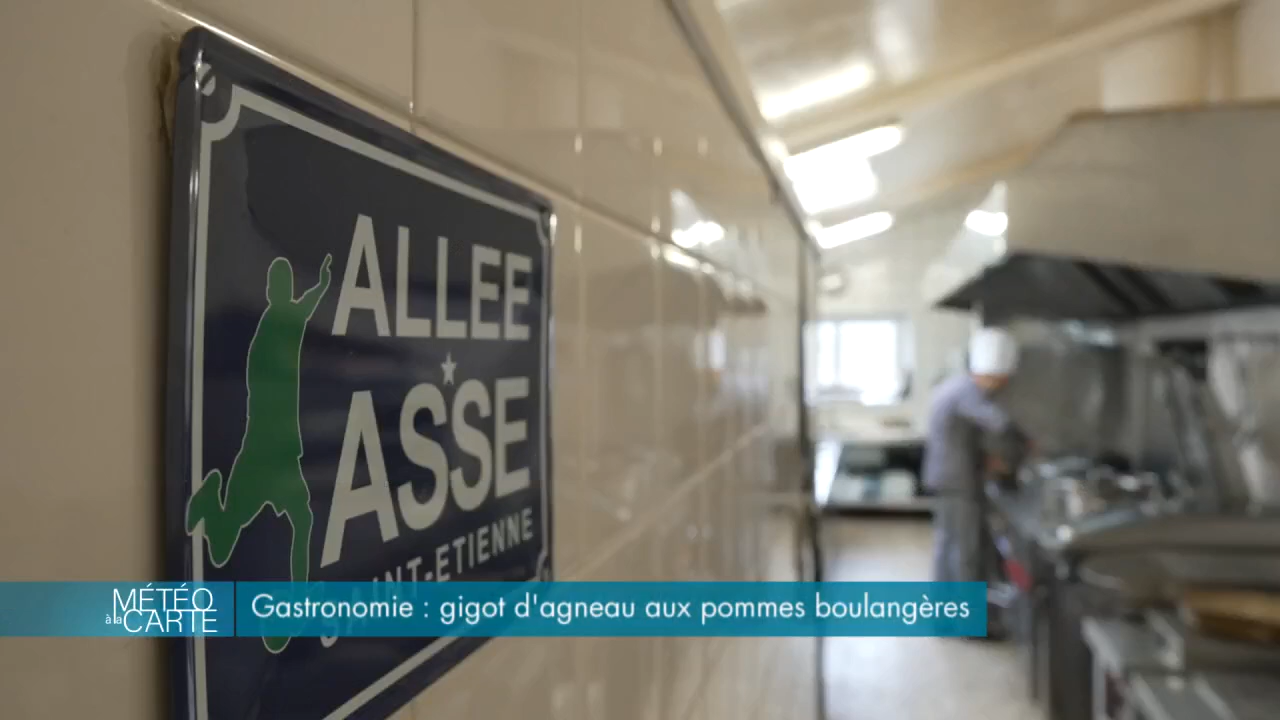 ALLEE
ASSE
SAINT-ETIENNE
MÉTÉO
à la CARTE
Gastronomie : gigot d'agneau aux pommes boulangères